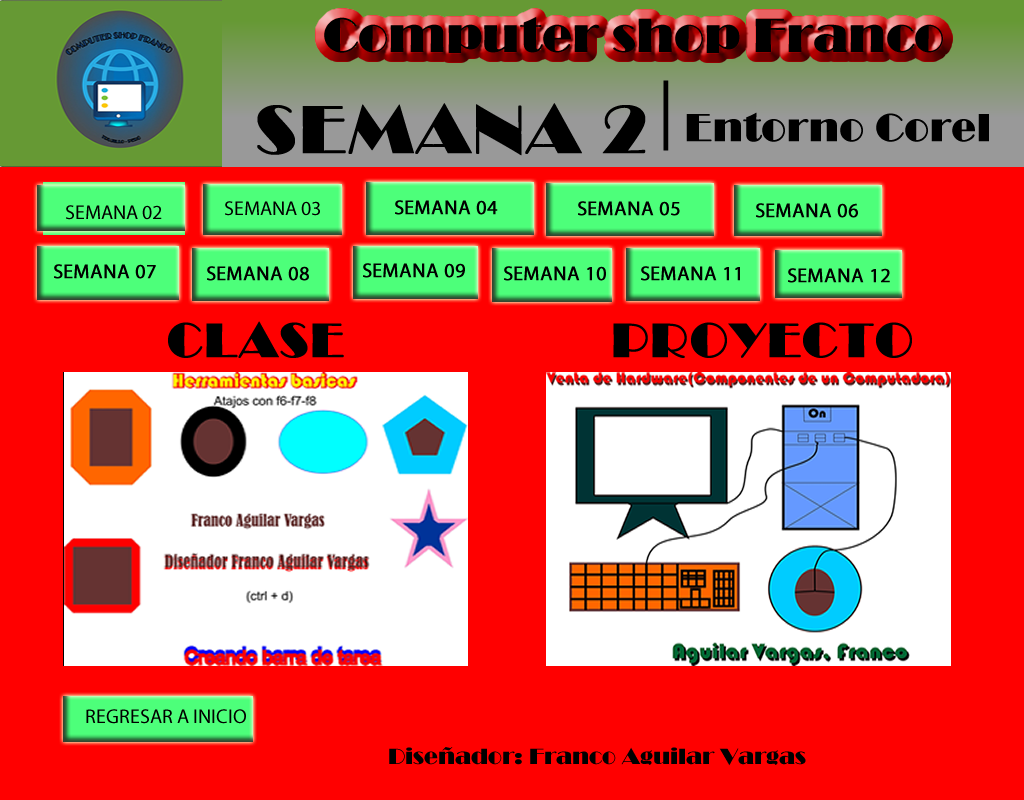 COMPUTER SHOP FRANCO
Computer shop Franco
SEMANA 2
Entorno Corel
SEMANA 02
SEMANA 03
SEMANA 04
SEMANA 05
SEMANA 06
SEMANA 07
SEMANA 08
SEMANA 09
SEMANA 10
SEMANA 11
SEMANA 12
CLASE
PROYECTO
Herramientas basicas
Atajos con f6-f7-f8
Franco Aguilar Vargas
Diseñador Franco Aguilar Vargas
(ctrl + d)
Creando barra de tarea
Venta de Hardware(Componentes de un Computadora)
On
Aguilar Vargas, Franco
REGRESAR A INICIO
Diseñador: Franco Aguilar Vargas